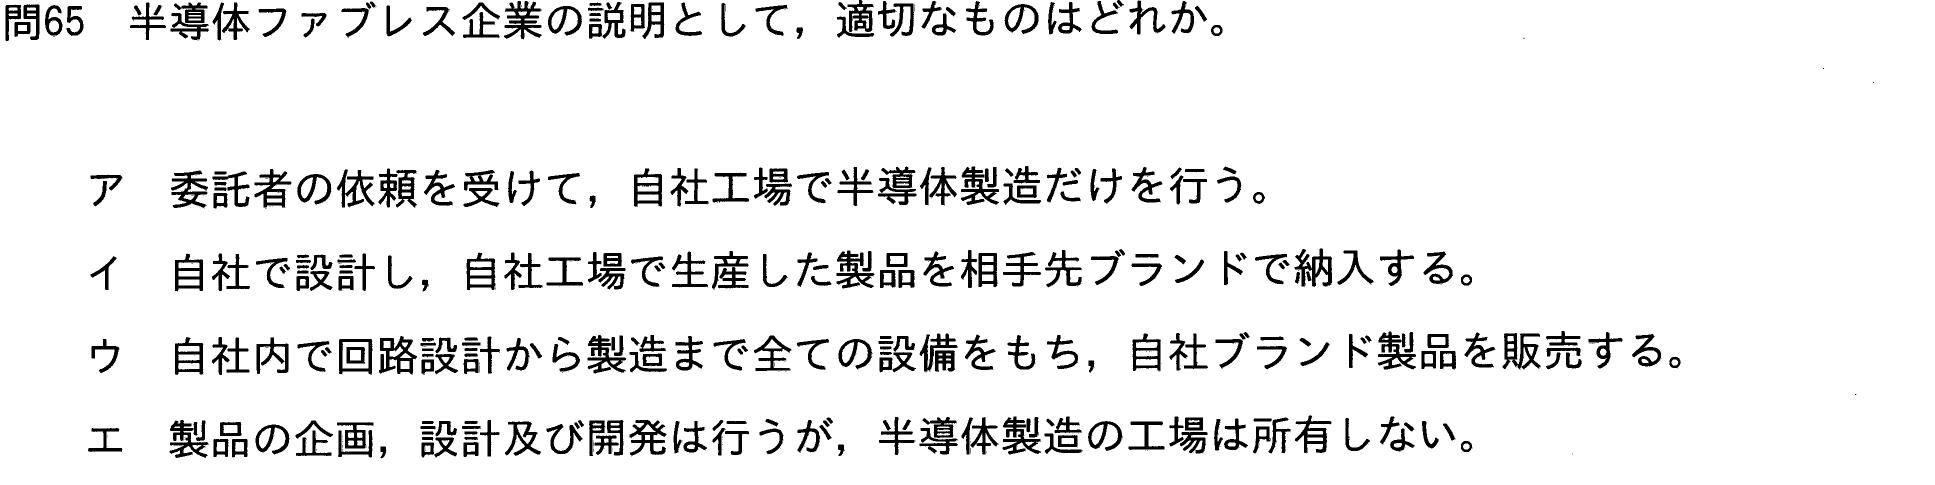 問65　半導体ファブレス企業の説明として，適切なものはどれか。
ア　委託者の依頼を受けて，自社工場で半導体製造だけを行う。
イ　自社で設計し，自社工場で生産した製品を相手先ブランドで納入する。
ウ　自社内で回路設計から製造まで全ての設備をもち，自社ブランド製品を販売する。
エ　製品の企画，設計及び開発は行うが，半導体製造の工場は所有しない。